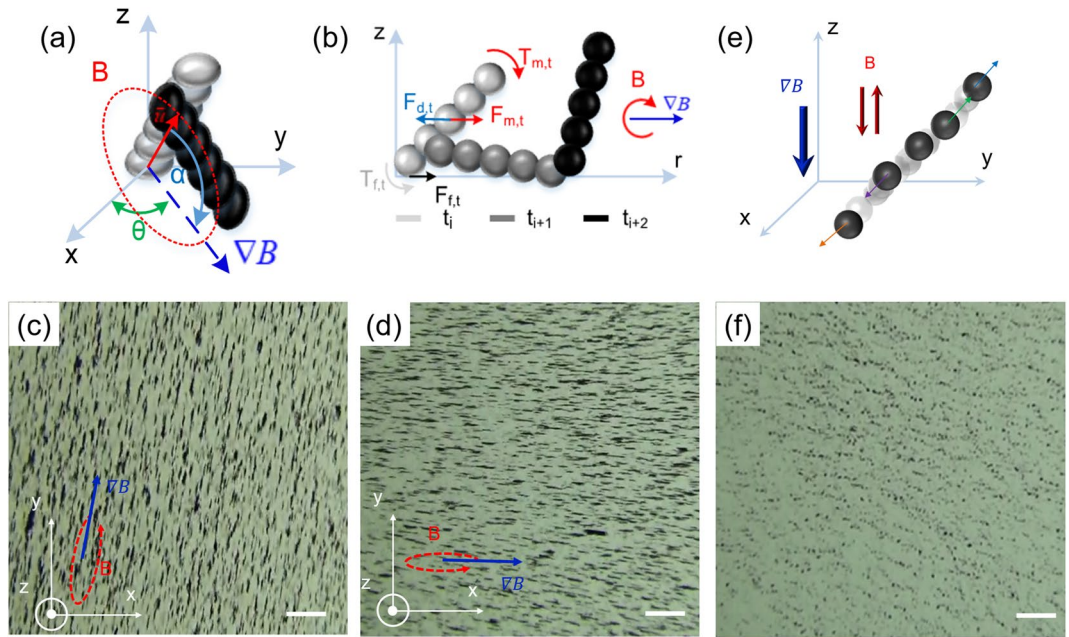 (a)
z
B
u
α
y
θ
x
∇B
(b)
z
T_m,t
F_d,t
F_m,t
B
∇B
T_f,t
F_f,t
r
t_i
t_i+1
t_i+2
(e)
z
∇B
B
y
x
(c)
∇B
y
B
z
x
(d)
y
B
∇B
z
x
(f)